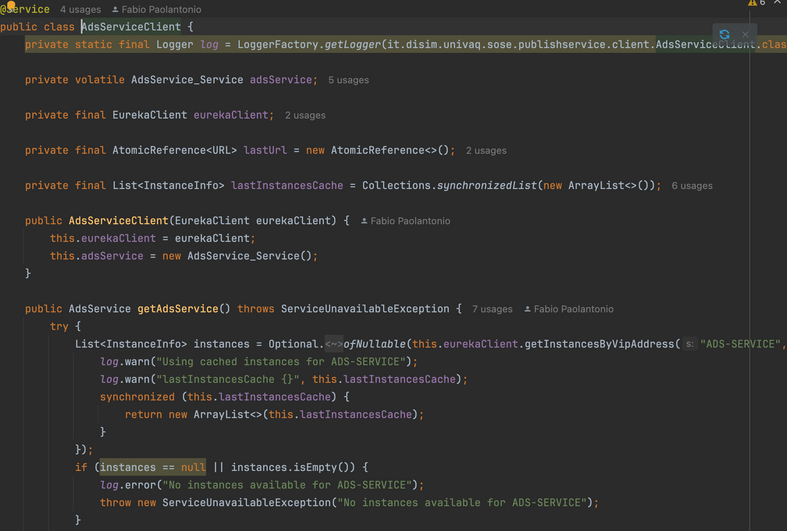 @Service 4 usages Fabio Paolantonio 6
public class AdsServiceClient {
private static final Logger log = LoggerFactory.getLogger(it.disim.univaq.sose.publishservice.client.AdsServiceClient.clas
private volatile AdsService_Service adsService; 5 usages
private final EurekaClient eurekaClient; 2 usages
private final AtomicReference<URL> lastUrl = new AtomicReference<>(); 2 usages
private final List<InstanceInfo> lastInstancesCache = Collections.synchronizedList(new ArrayList<>()); 6 usages
public AdsServiceClient(EurekaClient eurekaClient) { Fabio Paolantonio
this.eurekaClient = eurekaClient;
this.adsService = new AdsService_Service();
}
public AdsService getAdsService() throws ServiceUnavailableException { 7 usages Fabio Paolantonio
try {
List<InstanceInfo> instances = Optional.<~>ofNullable(this.eurekaClient.getInstancesByVipAddress( s: "ADS-SERVICE",
log.warn("Using cached instances for ADS-SERVICE");
log.warn("lastInstancesCache {}", this.lastInstancesCache);
synchronized (this.lastInstancesCache) {
return new ArrayList<>(this.lastInstancesCache);
}
});
if (instances == null || instances.isEmpty()) {
log.error("No instances available for ADS-SERVICE");
throw new ServiceUnavailableException("No instances available for ADS-SERVICE");
}